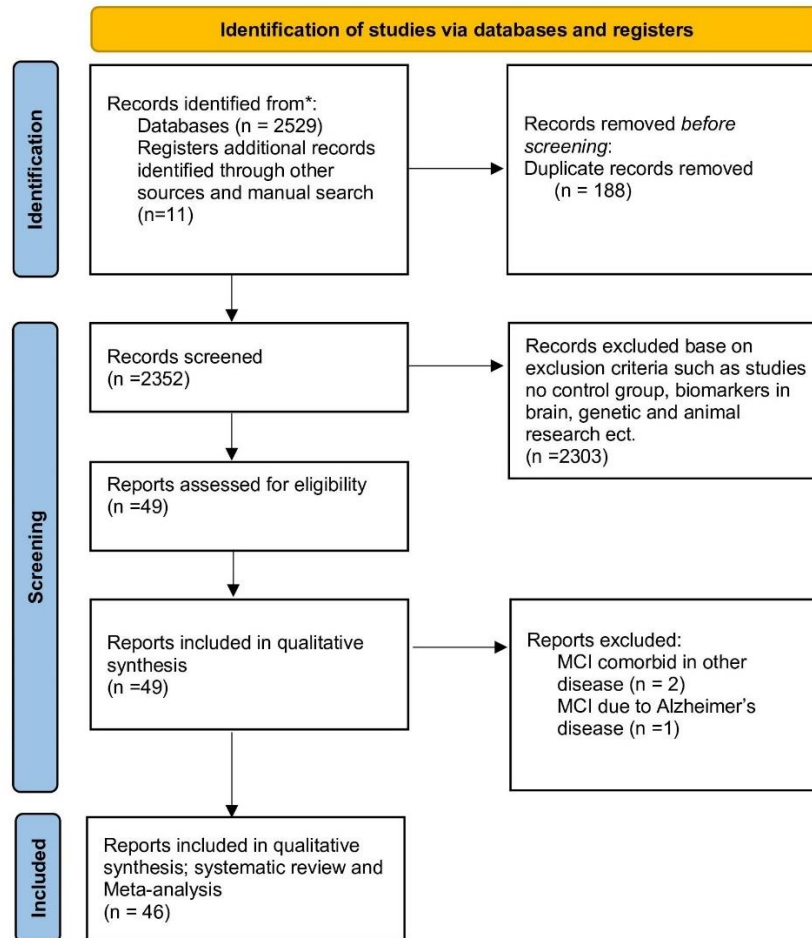 Identification of studies via databases and registers
Identification
Records identified from*:
Databases (n = 2529)
Registers additional records
identified through other
sources and manual search
(n=11)
Records removed before
screening:
Duplicate records removed
(n = 188)
Screening
Records screened
(n =2352)
Records excluded base on
exclusion criteria such as studies
no control group, biomarkers in
brain, genetic and animal
research ect.
(n =2303)
Reports assessed for eligibility
(n =49)
Reports included in qualitative
synthesis
(n =49)
Reports excluded:
MCI comorbid in other
disease (n = 2)
MCI due to Alzheimer's
disease (n =1)
Included
Reports included in qualitative
synthesis; systematic review and
Meta-analysis
(n = 46)